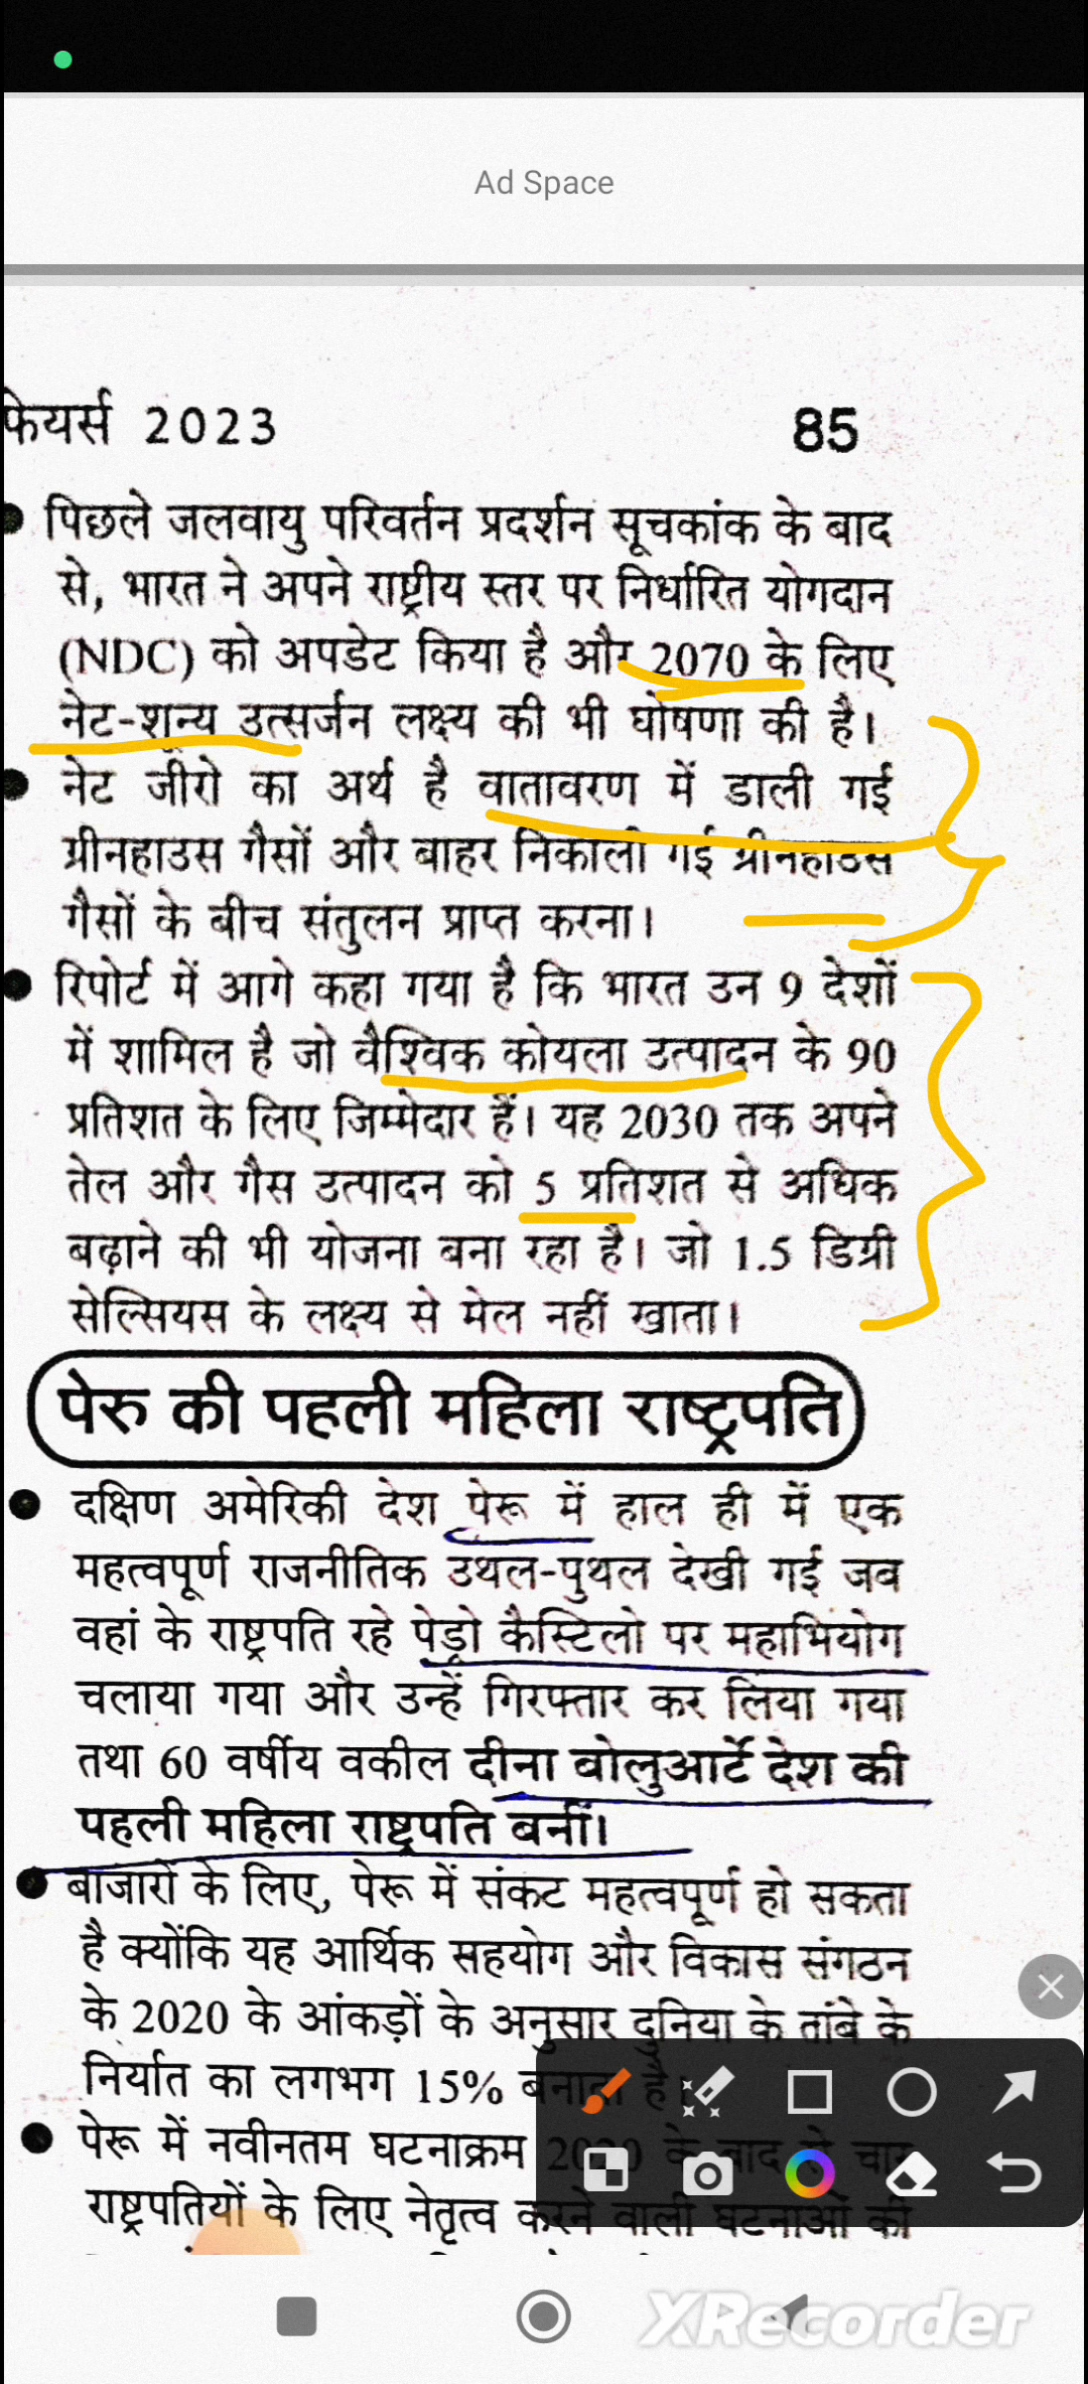 Ad Space
फेयर्स 2023
85
पिछले जलवायु परिवर्तन प्रदर्शन सूचकांक के बाद
से, भारत ने अपने राष्ट्रीय स्तर पर निर्धारित योगदान
(NDC) को अपडेट किया है और 2070 के लिए
नेट-शून्य उत्सर्जन लक्ष्य की भी घोषणा की है।
नेट जीरो का अर्थ है वातावरण में डाली गई
ग्रीनहाउस गैसों और बाहर निकाली गई ग्रीनहाउस
गैसों के बीच संतुलन प्राप्त करना।
रिपोर्ट में आगे कहा गया है कि भारत उन 9 देशों
में शामिल है जो वैश्विक कोयला उत्पादन के 90
प्रतिशत के लिए जिम्मेदार हैं। यह 2030 तक अपने
तेल और गैस उत्पादन को 5 प्रतिशत से अधिक
बढ़ाने की भी योजना बना रहा है। जो 1.5 डिग्री
सेल्सियस के लक्ष्य से मेल नहीं खाता।
पेरु की पहली महिला राष्ट्रपति
दक्षिण अमेरिकी देश पेरू में हाल ही में एक
महत्वपूर्ण राजनीतिक उथल-पुथल देखी गई जब
वहां के राष्ट्रपति रहे पेड्रो कैस्टिलो पर महाभियोग
चलाया गया और उन्हें गिरफ्तार कर लिया गया
तथा 60 वर्षीय वकील दीना बोलुआर्टे देश की
पहली महिला राष्ट्रपति बनीं।
बाजारों के लिए, पेरू में संकट महत्वपूर्ण हो सकता
है क्योंकि यह आर्थिक सहयोग और विकास संगठन
के 2020 के आंकड़ों के अनुसार दुनिया के तांबे के
निर्यात का लगभग 15% बनाता है।
पेरू में नवीनतम घटनाक्रम 2020 के बाद से चार
राष्ट्रपतियों के लिए नेतृत्व करने वाली घटनाओं की
XRecorder